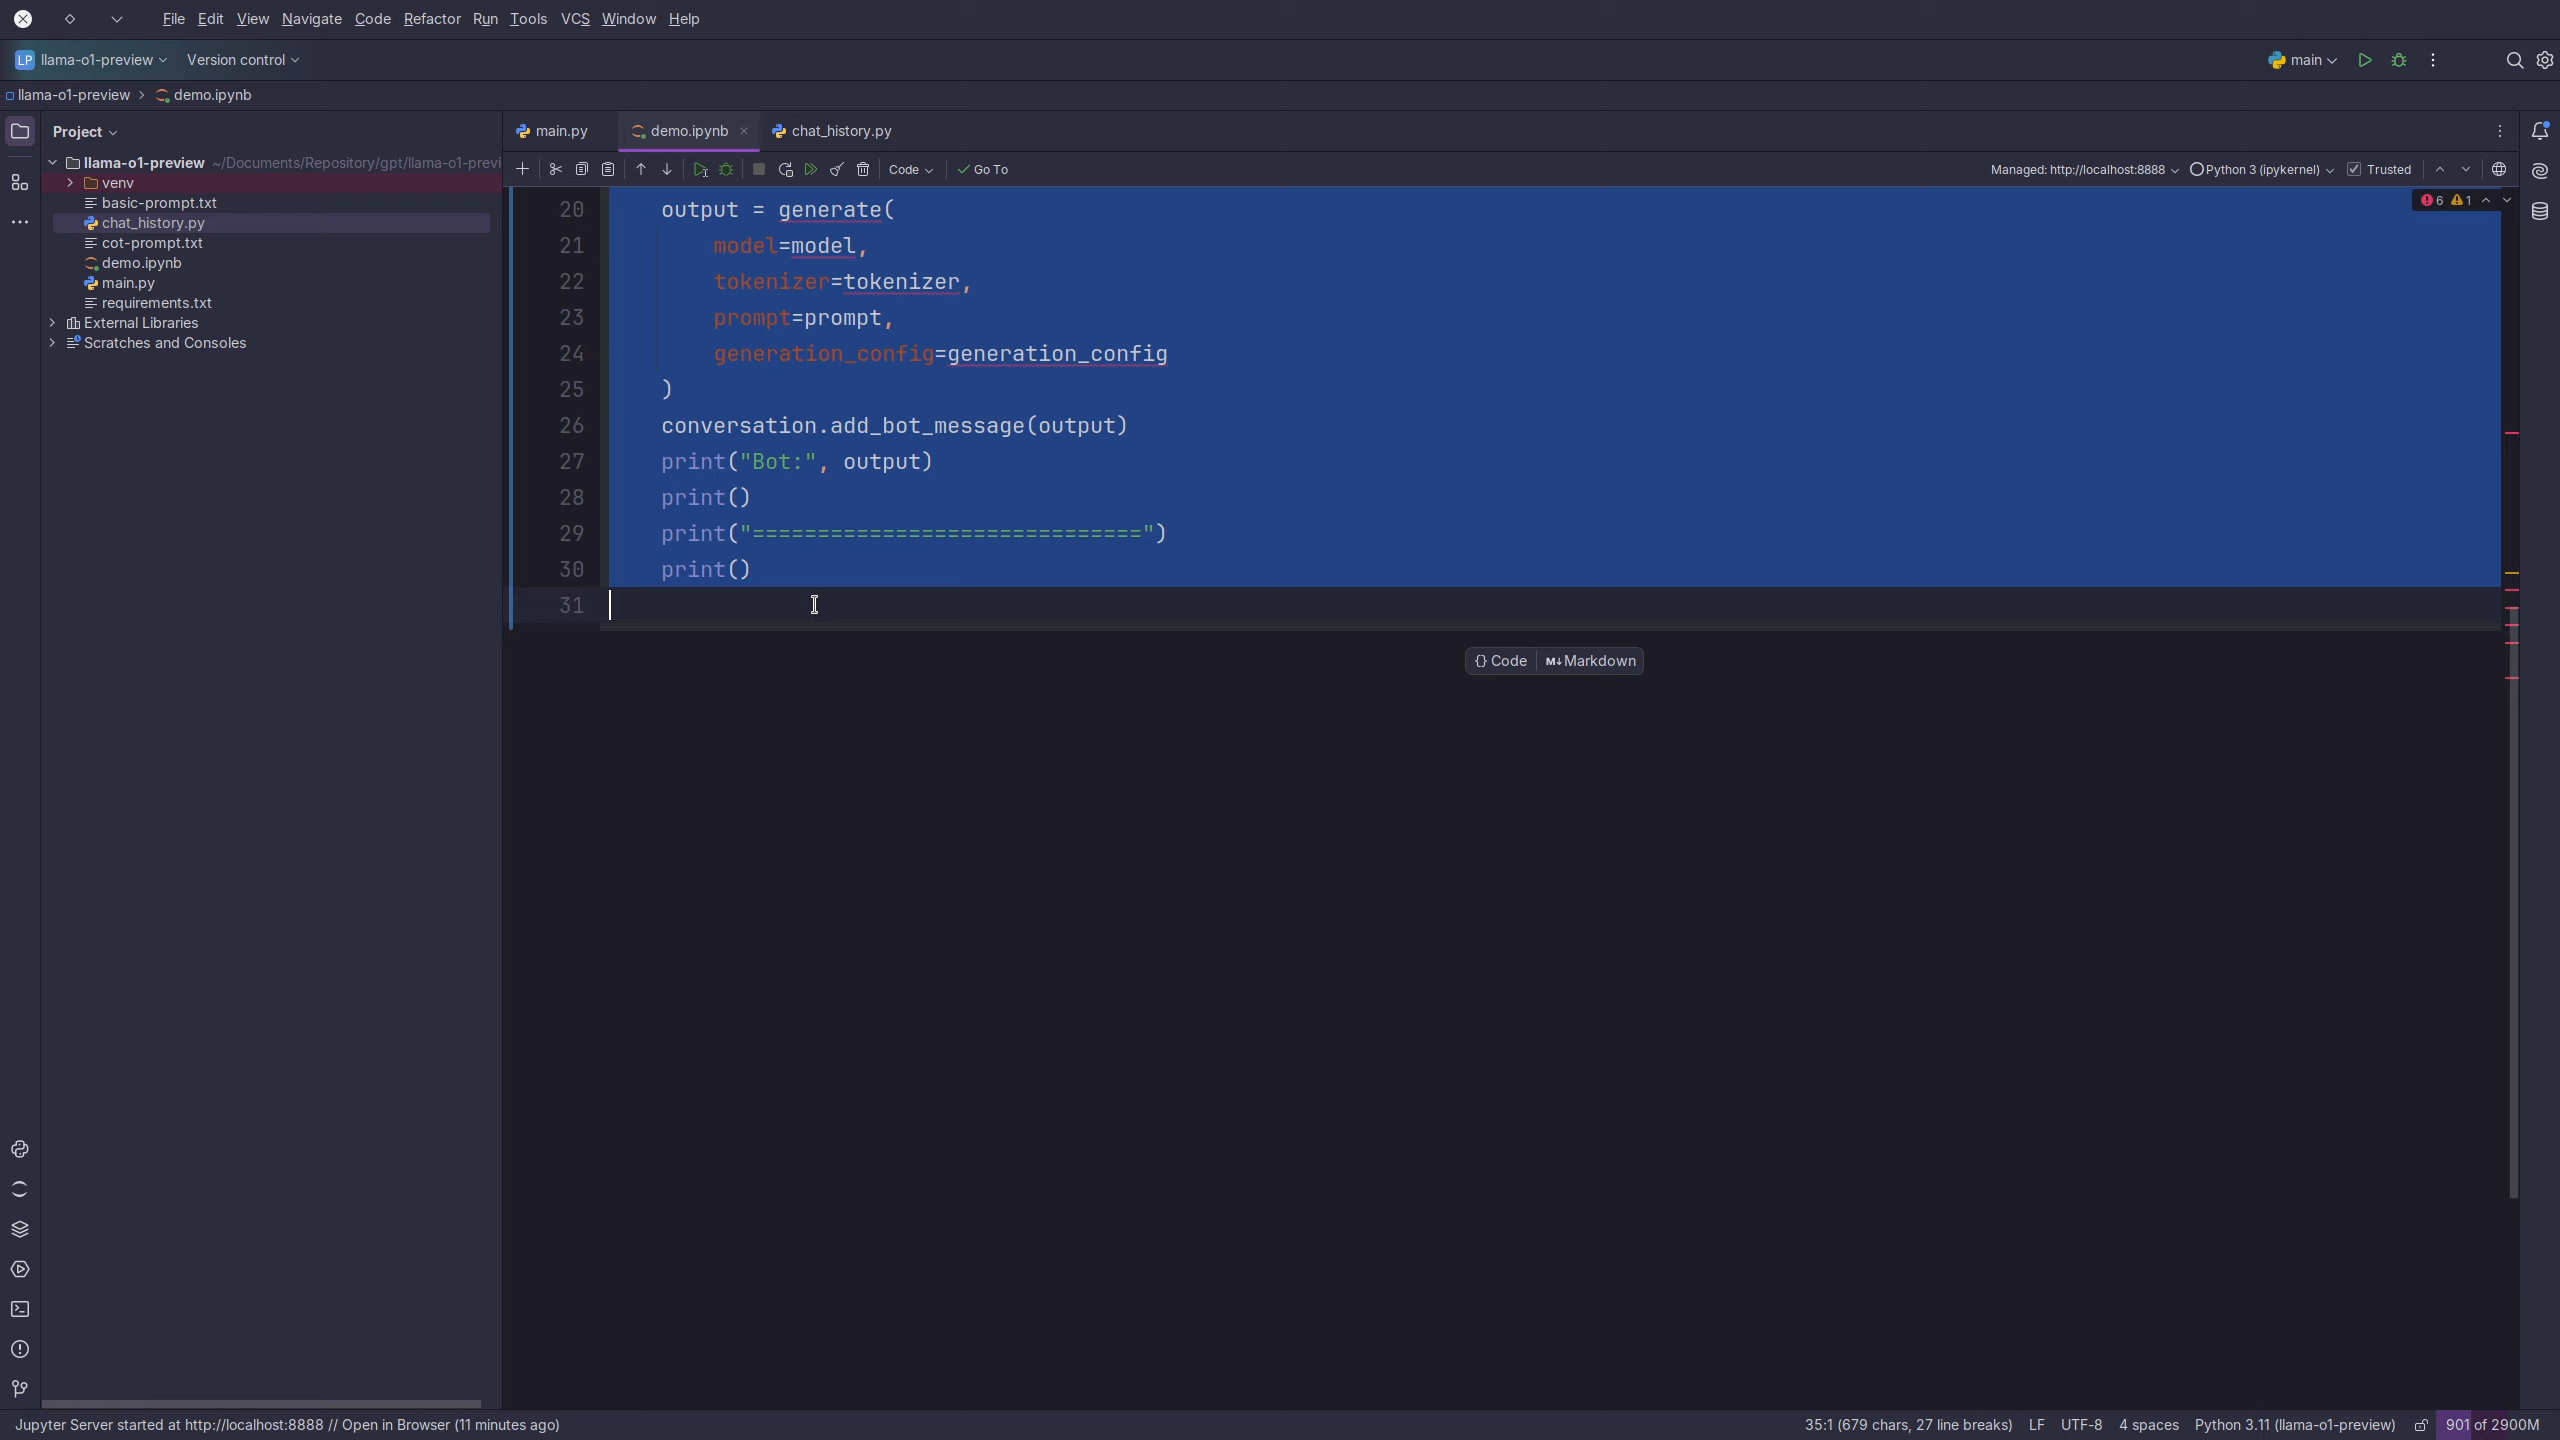 File Edit View Navigate Code Refactor Run Tools VCS Window Help
LP llama-o1-preview Version control main
llama-o1-preview > demo.ipynb
Project
main.py demo.ipynb chat_history.py
llama-o1-preview ~/Documents/Repository/gpt/llama-o1-previ
venv
basic-prompt.txt
chat_history.py
cot-prompt.txt
demo.ipynb
main.py
requirements.txt
External Libraries
Scratches and Consoles
Code Go To Managed: http://localhost:8888 Python 3 (ipykernel) Trusted
6 1
20 output = generate(
21 model=model,
22 tokenizer=tokenizer,
23 prompt=prompt,
24 generation_config=generation_config
25 )
26 conversation.add_bot_message(output)
27 print("Bot:", output)
28 print()
29 print("==============================")
30 print()
31
{} Code M↓ Markdown
Jupyter Server started at http://localhost:8888 // Open in Browser (11 minutes ago) 35:1 (679 chars, 27 line breaks) LF UTF-8 4 spaces Python 3.11 (llama-o1-preview) 901 of 2900M